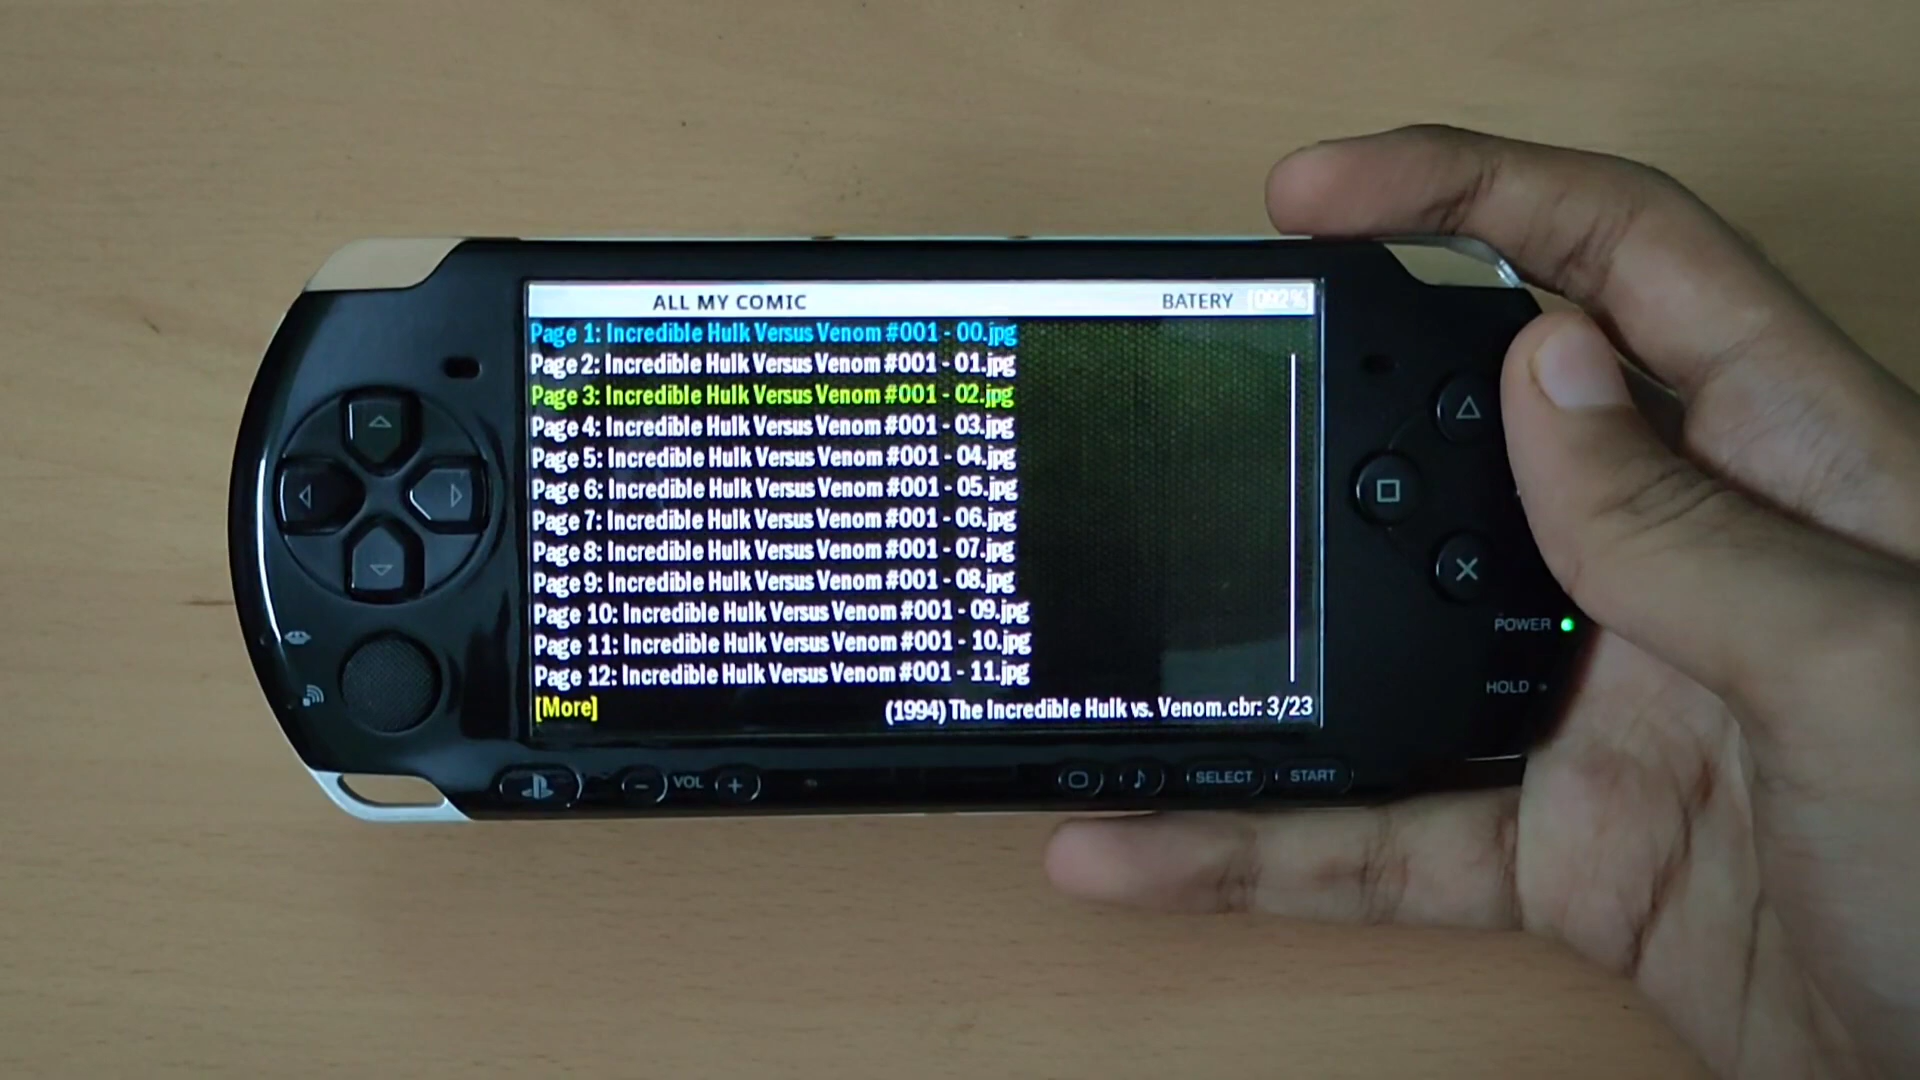 ALL MY COMIC BATERY [092%]
Page 1: Incredible Hulk Versus Venom #001 - 00.jpg
Page 2: Incredible Hulk Versus Venom #001 - 01.jpg
Page 3: Incredible Hulk Versus Venom #001 - 02.jpg
Page 4: Incredible Hulk Versus Venom #001 - 03.jpg
Page 5: Incredible Hulk Versus Venom #001 - 04.jpg
Page 6: Incredible Hulk Versus Venom #001 - 05.jpg
Page 7: Incredible Hulk Versus Venom #001 - 06.jpg
Page 8: Incredible Hulk Versus Venom #001 - 07.jpg
Page 9: Incredible Hulk Versus Venom #001 - 08.jpg
Page 10: Incredible Hulk Versus Venom #001 - 09.jpg
Page 11: Incredible Hulk Versus Venom #001 - 10.jpg
Page 12: Incredible Hulk Versus Venom #001 - 11.jpg
[More] (1994) The Incredible Hulk vs. Venom.cbr: 3/23
POWER
HOLD
- VOL + SELECT START